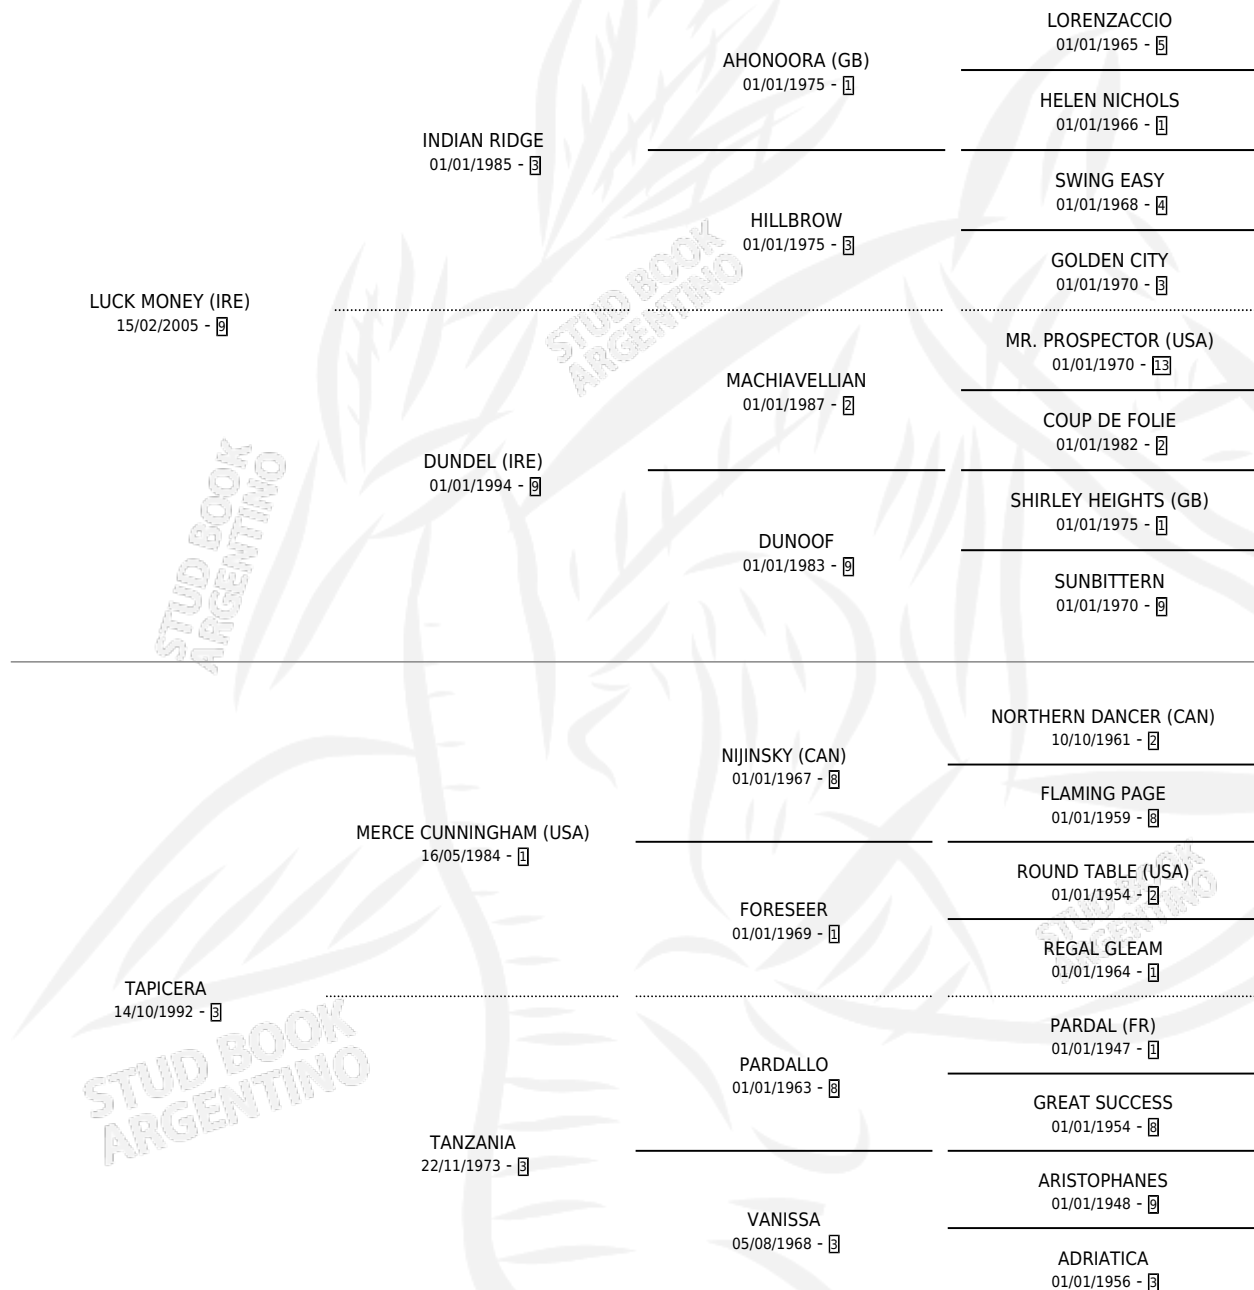 LORENZACCIO
01/01/1965 - 5
AHONOORA (GB)
01/01/1975 - 1
HELEN NICHOLS
01/01/1966 - 1
INDIAN RIDGE
01/01/1985 - 3
SWING EASY
01/01/1968 - 4
HILLBROW
01/01/1975 - 3
GOLDEN CITY
01/01/1970 - 3
LUCK MONEY (IRE)
15/02/2005 - 9
STUD BOOK
ARGENTINO
MR. PROSPECTOR (USA)
01/01/1970 - 13
MACHIAVELLIAN
01/01/1987 - 2
COUP DE FOLIE
01/01/1982 - 2
DUNDEL (IRE)
01/01/1994 - 9
SHIRLEY HEIGHTS (GB)
01/01/1975 - 1
DUNOOF
01/01/1983 - 9
SUNBITTERN
01/01/1970 - 9
STUD BOOK
ARGENTINO
NORTHERN DANCER (CAN)
10/10/1961 - 2
NIJINSKY (CAN)
01/01/1967 - 8
FLAMING PAGE
01/01/1959 - 8
MERCE CUNNINGHAM (USA)
16/05/1984 - 1
ROUND TABLE (USA)
01/01/1954 - 2
STUD BOOK
ARGENTINO
FORESEER
01/01/1969 - 1
REGAL GLEAM
01/01/1964 - 1
TAPICERA
14/10/1992 - 3
STUD BOOK
ARGENTINO
PARDAL (FR)
01/01/1947 - 1
PARDALLO
01/01/1963 - 8
GREAT SUCCESS
01/01/1954 - 8
TANZANIA
22/11/1973 - 3
ARISTOPHANES
01/01/1948 - 9
VANISSA
05/08/1968 - 3
ADRIATICA
01/01/1956 - 3